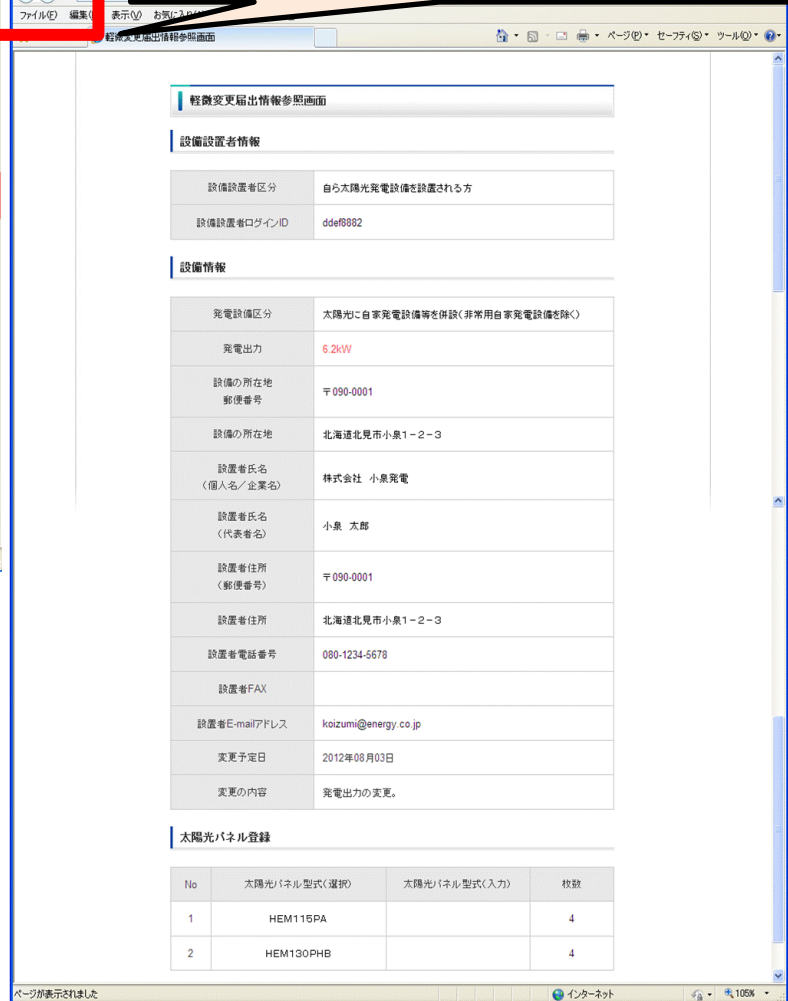 ファイル(F) 編集( 表示(V) お気に入り
軽微変更届出情報参照画面 ページ(P) セーフティ(S) ツール(O)
軽微変更届出情報参照画面
設備設置者情報
設備設置者区分 自ら太陽光発電設備を設置される方
設備設置者ログインID ddef8882
設備情報
発電設備区分 太陽光に自家発電設備等を併設(非常用自家発電設備を除く)
発電出力 6.2kW
設備の所在地
郵便番号 〒090-0001
設備の所在地 北海道北見市小泉1-2-3
設置者氏名
(個人名/企業名) 株式会社 小泉発電
設置者氏名
(代表者名) 小泉 太郎
設置者住所
(郵便番号) 〒090-0001
設置者住所 北海道北見市小泉1-2-3
設置者電話番号 080-1234-5678
設置者FAX
設置者E-mailアドレス koizumi@energy.co.jp
変更予定日 2012年08月03日
変更の内容 発電出力の変更。
太陽光パネル登録
No 太陽光パネル型式(選択) 太陽光パネル型式(入力) 枚数
1 HEM115PA 4
2 HEM130PHB 4
ページが表示されました インターネット 105%